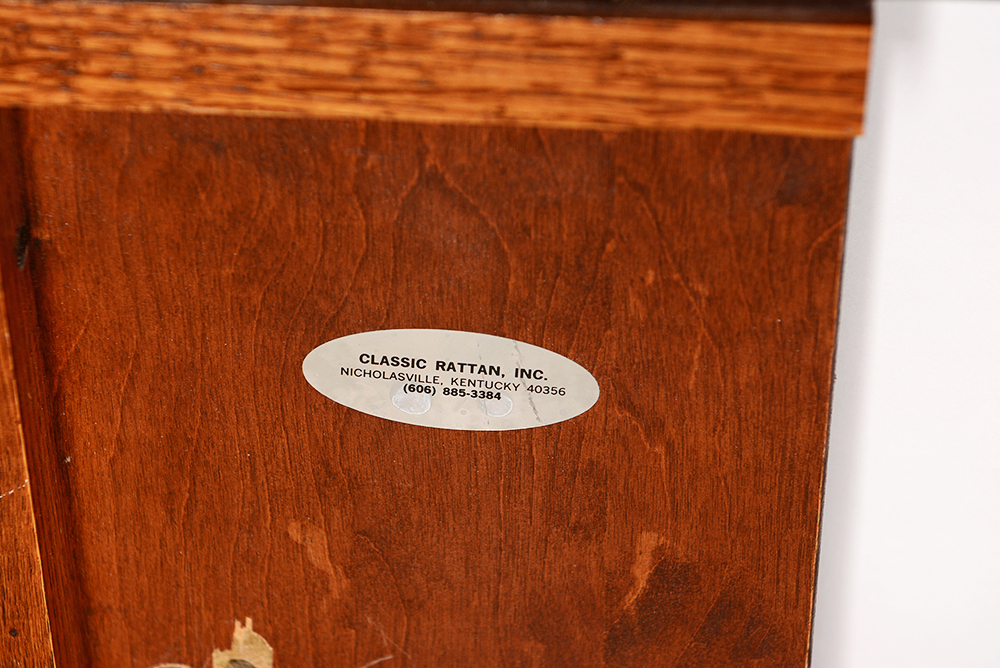 CLASSIC RATTAN, INC.
NICHOLASVILLE, KENTUCKY 40356
(606) 885-3384